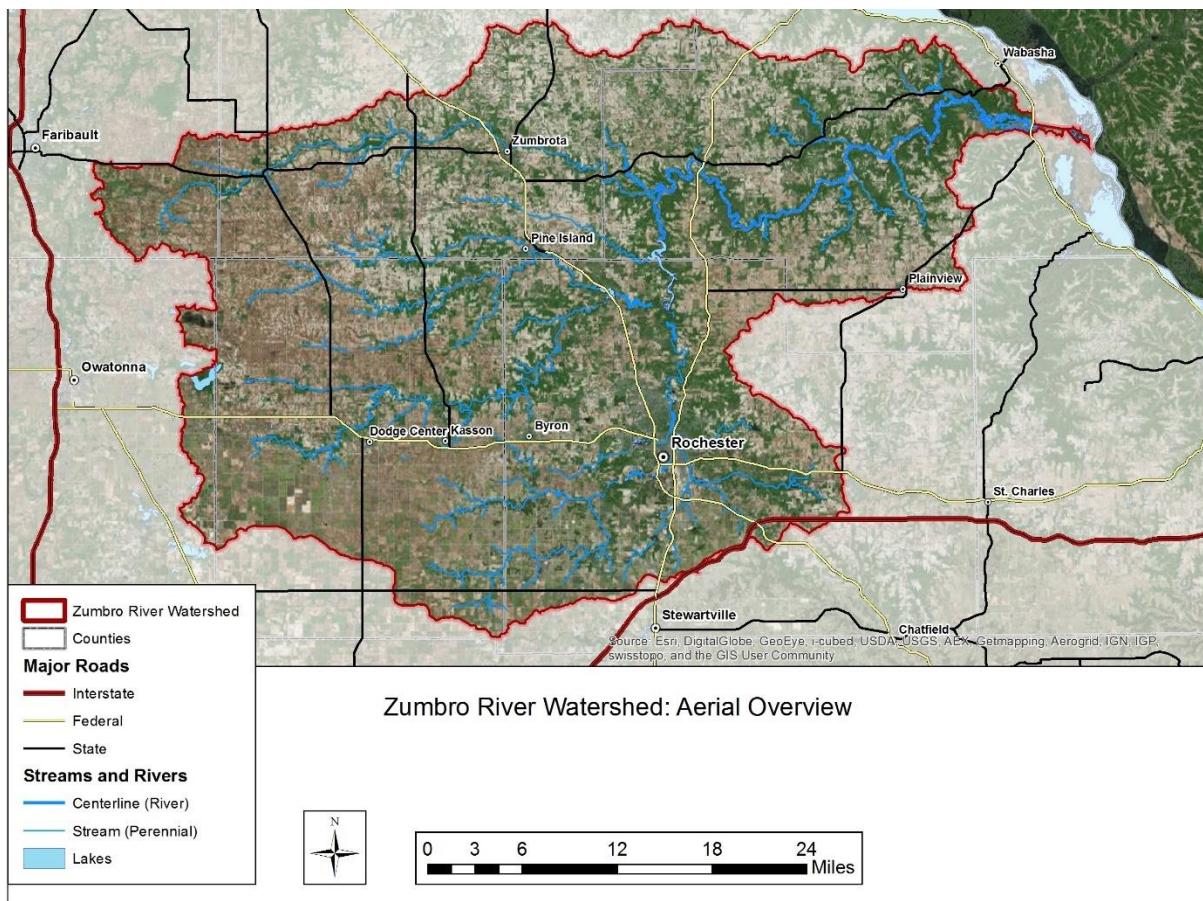 Wabasha
Faribault
Zumbrota
Pine Island
Plainview
Owatonna
Dodge Center
Kasson
Byron
Rochester
St. Charles
Stewartville
Chatfield
Source: Esri, DigitalGlobe, GeoEye, i-cubed, USDA, USGS, AEX, Getmapping, Aerogrid, IGN, IGP,
swisstopo, and the GIS User Community
Zumbro River Watershed
Counties
Major Roads
Interstate
Federal
State
Streams and Rivers
Centerline (River)
Stream (Perennial)
Lakes
Zumbro River Watershed: Aerial Overview
N
0 3 6 12 18 24
Miles